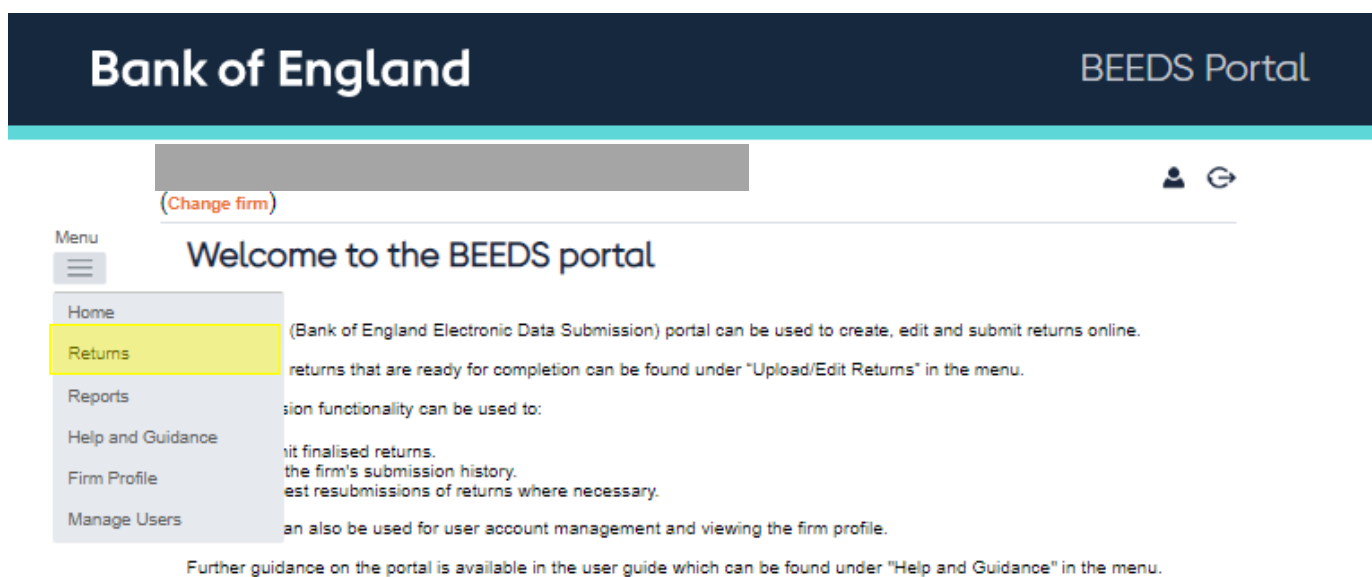 Bank of England
BEEDS Portal
(Change firm)
Menu
Welcome to the BEEDS portal
Home
Returns
Reports
Help and Guidance
Firm Profile
Manage Users
(Bank of England Electronic Data Submission) portal can be used to create, edit and submit returns online.
returns that are ready for completion can be found under "Upload/Edit Returns" in the menu.
functionality can be used to:
finalised returns.
the firm's submission history.
resubmissions of returns where necessary.
also be used for user account management and viewing the firm profile.
Further guidance on the portal is available in the user guide which can be found under "Help and Guidance" in the menu.